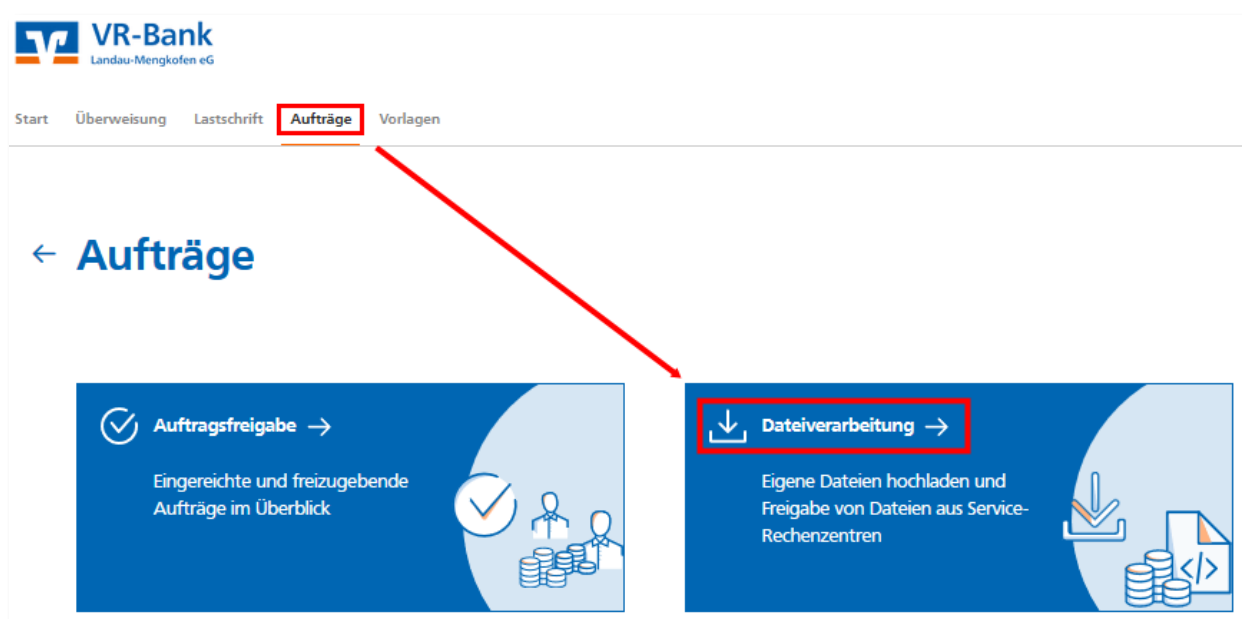 VR-Bank
Landau-Mengkofen eG
Start Überweisung Lastschrift Aufträge Vorlagen
← Aufträge
Auftragsfreigabe →
Eingereichte und freizugebende
Aufträge im Überblick
Dateiverarbeitung →
Eigene Dateien hochladen und
Freigabe von Dateien aus Service-
Rechenzentren
</>